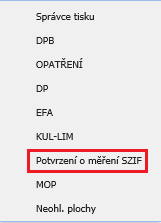 Správce tisku
DPB
OPATŘENÍ
DP
EFA
KUL-LIM
Potvrzení o měření SZIF
MOP
Neohl. plochy